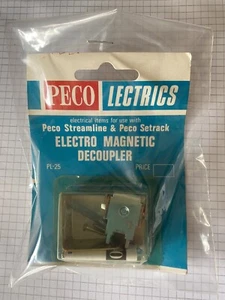 PECO LECTRICS
electrical items for use with
Peco Streamline & Peco Setrack
ELECTRO MAGNETIC
DECOUPLER
PL-25 PRICE